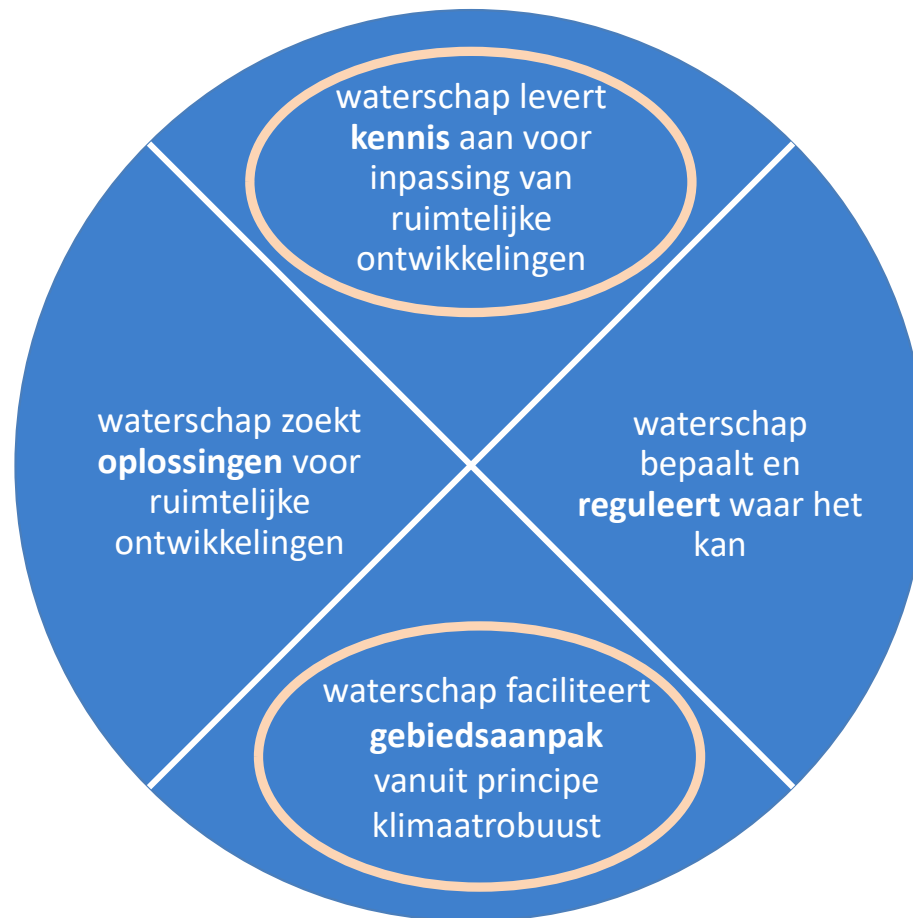 waterschap levert
kennis aan voor
inpassing van
ruimtelijke
ontwikkelingen
waterschap zoekt
oplossingen voor
ruimtelijke
ontwikkelingen
waterschap
bepaalt en
reguleert waar het
kan
waterschap faciliteert
gebiedsaanpak
vanuit principe
klimaatrobuust